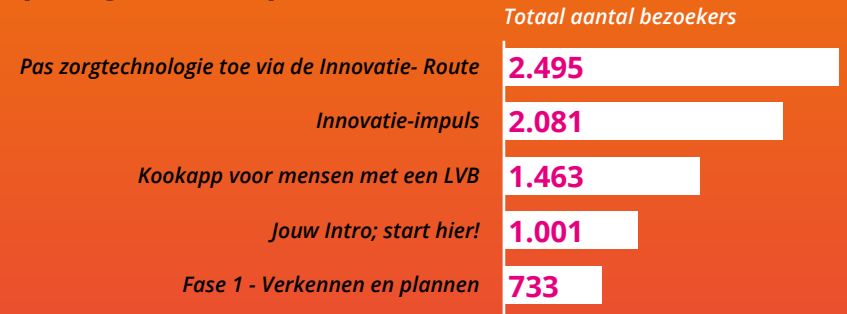 Totaal aantal bezoekers
Pas zorgtechnologie toe via de Innovatie- Route 2.495
Innovatie-impuls 2.081
Kookapp voor mensen met een LVB 1.463
Jouw Intro; start hier! 1.001
Fase 1 - Verkennen en plannen 733